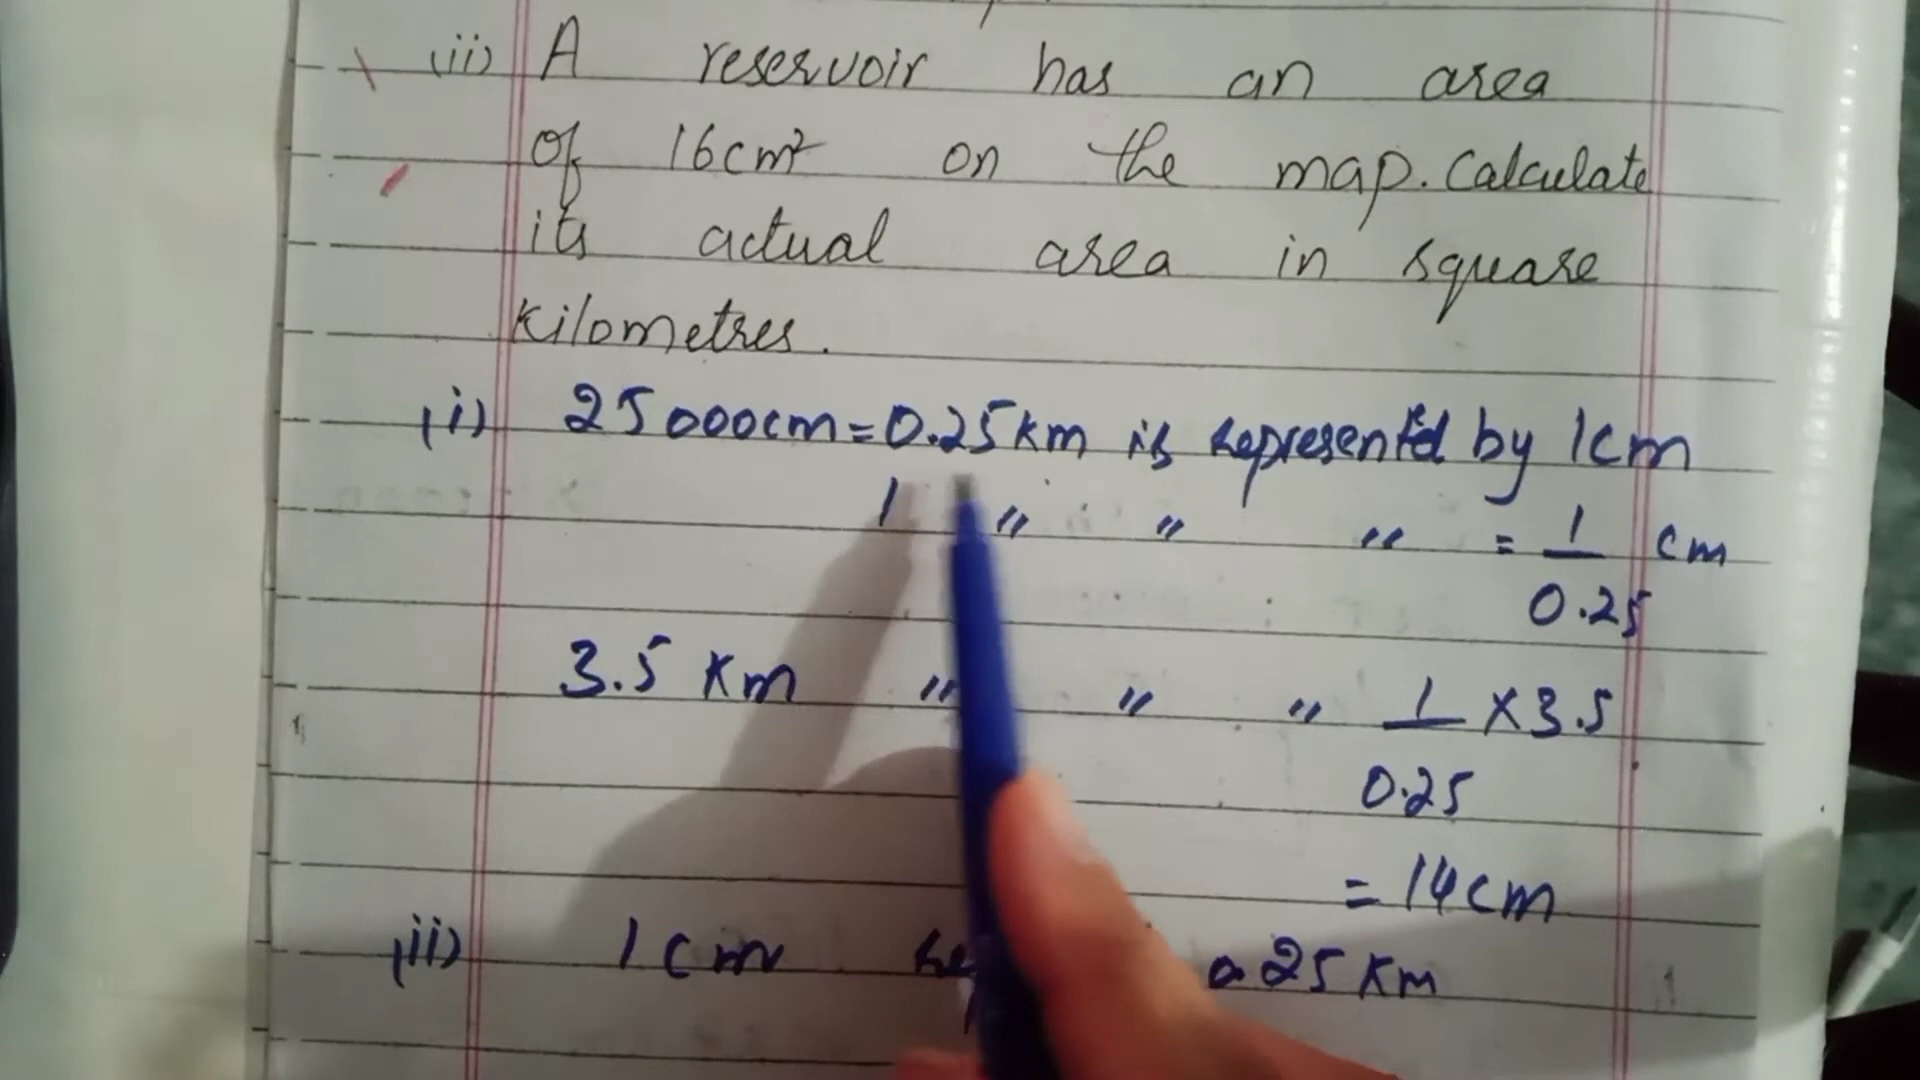 (ii) A reservoir has an area
of 16cm² on the map. Calculate
its actual area in square
kilometres.
(i) 25000cm=0.25km is represented by 1cm
1 " " " = 1/0.25 cm
3.5 km " " " 1/0.25 ×3.5
= 14cm
(ii) 1cm 0.25 km